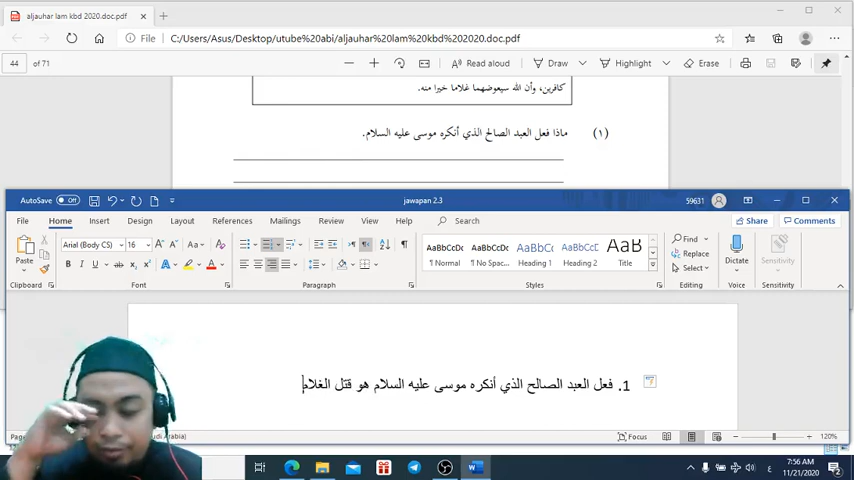 aljauhar lam kbd 2020.doc.pdf
File C:/Users/Asus/Desktop/utube%20abi/aljauhar%20lam%20kbd%202020.doc.pdf
44 of 71 Read aloud Draw Highlight Erase
كافرين، وأن الله سيعوضهما غلاما خيرا منه.
(١) ماذا فعل العبد الصالح الذي أنكره موسى عليه السلام.
AutoSave Off jawapan 2.3 59631
File Home Insert Design Layout References Mailings Review View Help Search Share Comments
Arial (Body CS) 16 Find
Paste Replace Dictate Sensitivity
AaBbCcDc AaBbCcDc AaBbCc AaBbCcC AaB
¶ Normal ¶ No Spac... Heading 1 Heading 2 Title Select
Clipboard Font Paragraph Styles Editing Voice Sensitivity
1. فعل العبد الصالح الذي أنكره موسى عليه السلام هو قتل الغلام
udi Arabia) Focus 120%
7:56 AM
11/21/2020